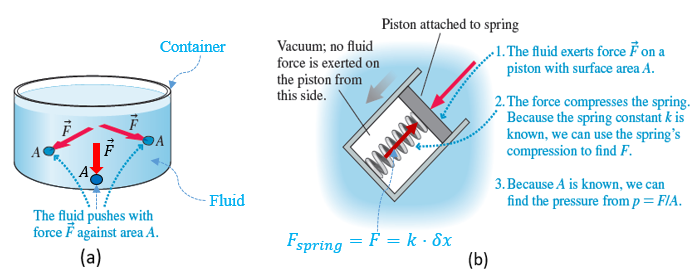 Container
F⃗
F⃗
F⃗
A
A
A
Fluid
The fluid pushes with
force F⃗ against area A.
(a)
Piston attached to spring
Vacuum; no fluid
force is exerted on
the piston from
this side.
1. The fluid exerts force F⃗ on a
piston with surface area A.
2. The force compresses the spring.
Because the spring constant k is
known, we can use the spring’s
compression to find F.
3. Because A is known, we can
find the pressure from p = F/A.
F_spring = F = k · δx
(b)